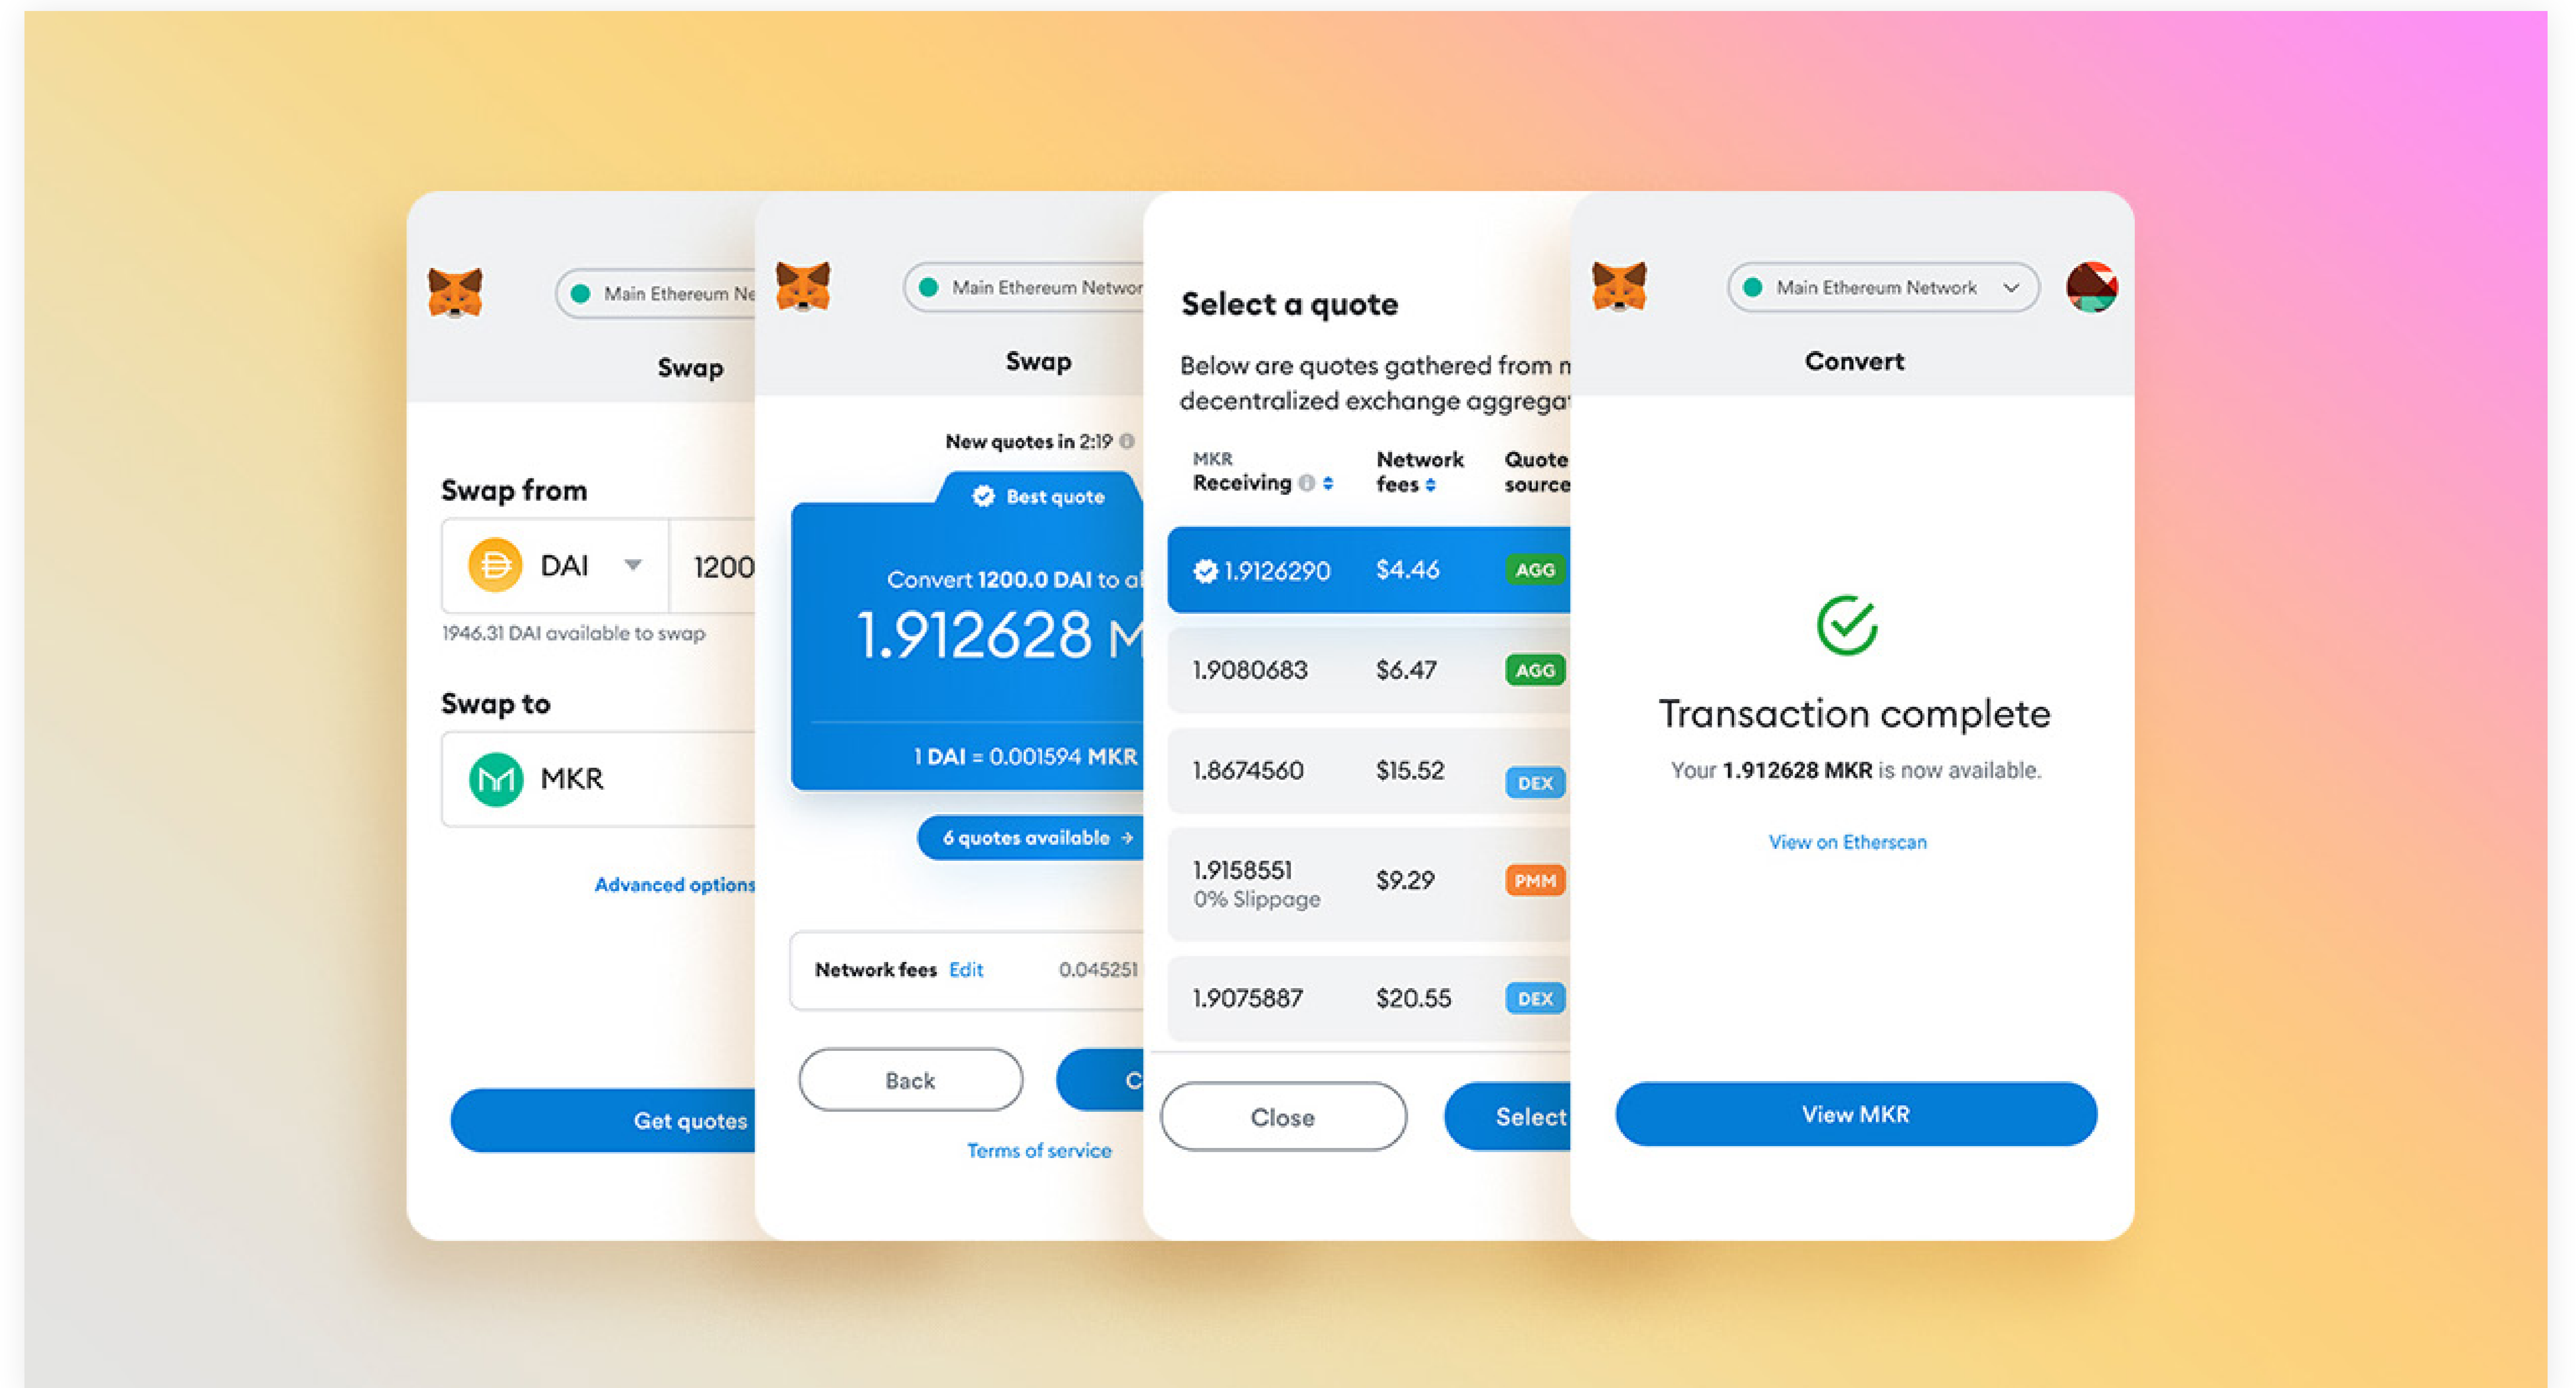 Main Ethereum
Swap
Swap from
DAI
1200
1946.31 DAI available to swap
Swap to
MKR
Advanced options
Get quotes
Main Ethereum
Swap
New quotes in 2:19
Best quote
Convert 1200.0 DAI to
1.912628
1 DAI = 0.001594 MKR
6 quotes available →
Network fees Edit 0.045251
Back
Terms of service
Select a quote
Below are quotes gathered from
decentralized exchange
MKR
Receiving
Network
fees
Quote
source
1.9126290 $4.46 AGG
1.9080683 $6.47 AGG
1.8674560 $15.52 DEX
1.9158551 $9.29 PMM
0% Slippage
1.9075887 $20.55 DEX
Close
Select
Main Ethereum Network
Convert
Transaction complete
Your 1.912628 MKR is now available.
View on Etherscan
View MKR